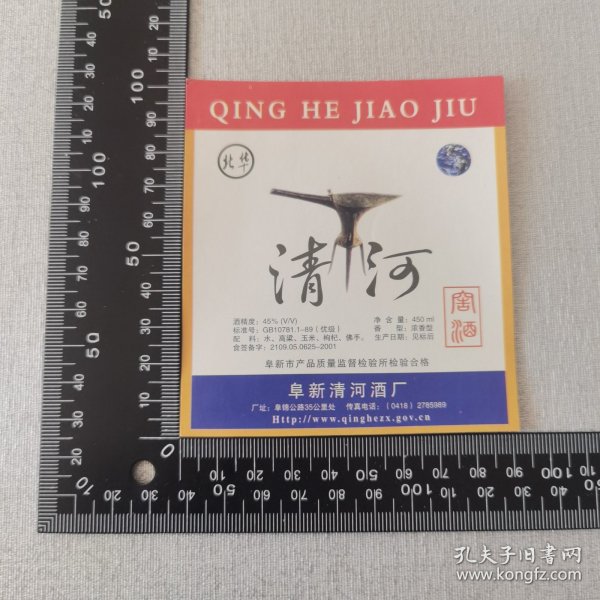 QING HE JIAO JIU
北华
清河
窖酒
酒精度：45% (V/V) 净含量：450 ml
标准号：GB10781.1-89（优级） 香型：浓香型
配料：水、高粱、玉米、枸杞、佛手。 生产日期：见标后
食签备字：2109.05.0625-2001
阜新市产品质量监督检验所检验合格
阜新清河酒厂
厂址：阜锦公路35公里处 传真电话：(0418) 2785989
Http://www.qinghezx.gov.cn
孔夫子旧书网
www.kongfz.com